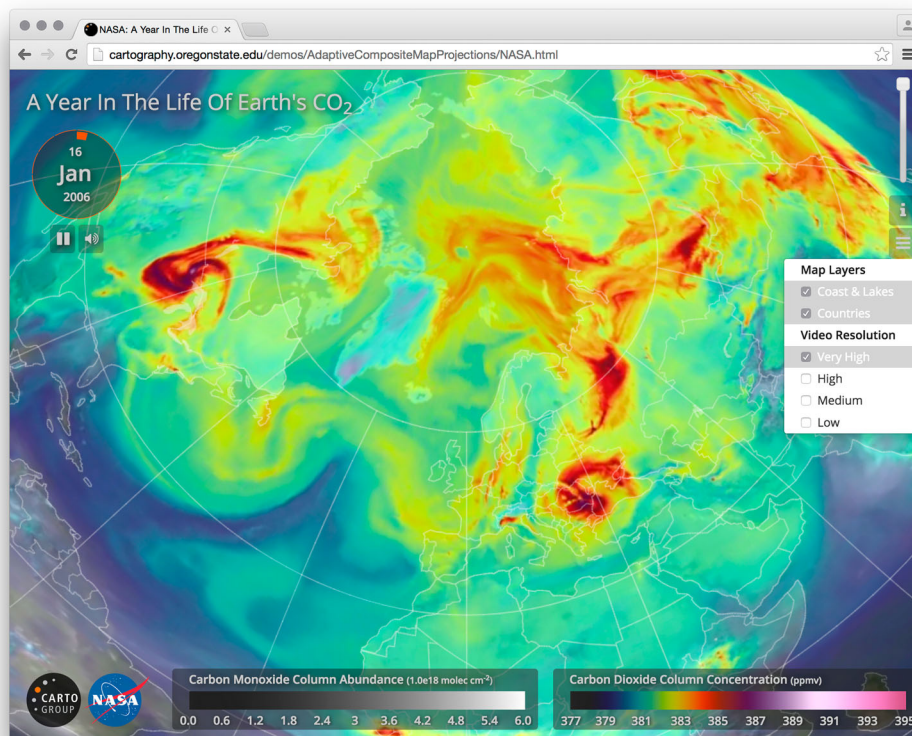 NASA: A Year In The Life O
cartography.oregonstate.edu/demos/AdaptiveCompositeMapProjections/NASA.html
A Year In The Life Of Earth's CO₂
16
Jan
2006
i
Map Layers
Coast & Lakes
Countries
Video Resolution
Very High
High
Medium
Low
CARTO
GROUP
NASA
Carbon Monoxide Column Abundance (1.0e18 molec cm⁻²)
0.0 0.6 1.2 1.8 2.4 3 3.6 4.2 4.8 5.4 6.0
Carbon Dioxide Column Concentration (ppmv)
377 379 381 383 385 387 389 391 393 395